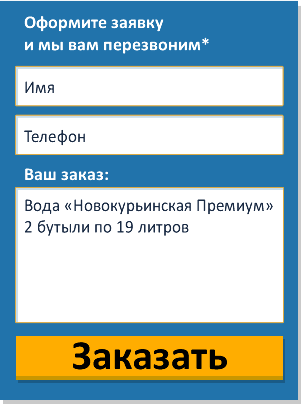 Оформите заявку
и мы вам перезвоним*
Имя
Телефон
Ваш заказ:
Вода «Новокурьинская Премиум»
2 бутыли по 19 литров
Заказать